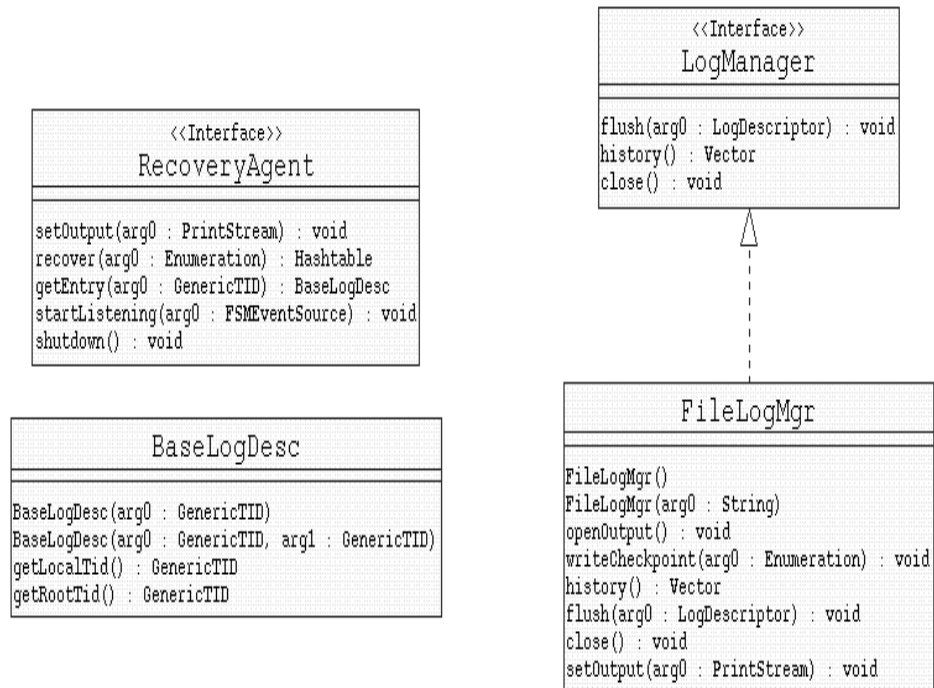 <<Interface>>
LogManager
flush(arg0 : LogDescriptor) : void
history() : Vector
close() : void
<<Interface>>
RecoveryAgent
setOutput(arg0 : PrintStream) : void
recover(arg0 : Enumeration) : Hashtable
getEntry(arg0 : GenericTID) : BaseLogDesc
startListening(arg0 : FSMEventSource) : void
shutdown() : void
BaseLogDesc
BaseLogDesc(arg0 : GenericTID)
BaseLogDesc(arg0 : GenericTID, arg1 : GenericTID)
getLocalTid() : GenericTID
getRootTid() : GenericTID
FileLogMgr
FileLogMgr()
FileLogMgr(arg0 : String)
openOutput() : void
writeCheckpoint(arg0 : Enumeration) : void
history() : Vector
flush(arg0 : LogDescriptor) : void
close() : void
setOutput(arg0 : PrintStream) : void